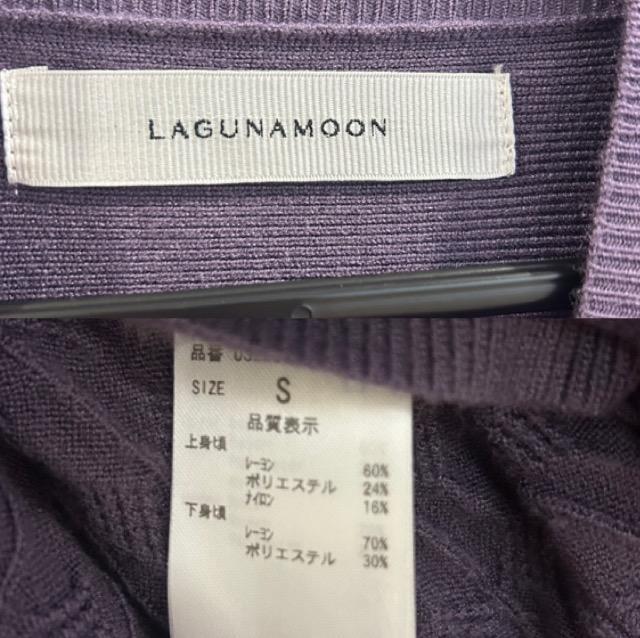 LAGUNAMOON
品番
SIZE S
品質表示
上身頃
レーヨン 60%
ポリエステル 24%
ナイロン 16%
下身頃
レーヨン 70%
ポリエステル 30%